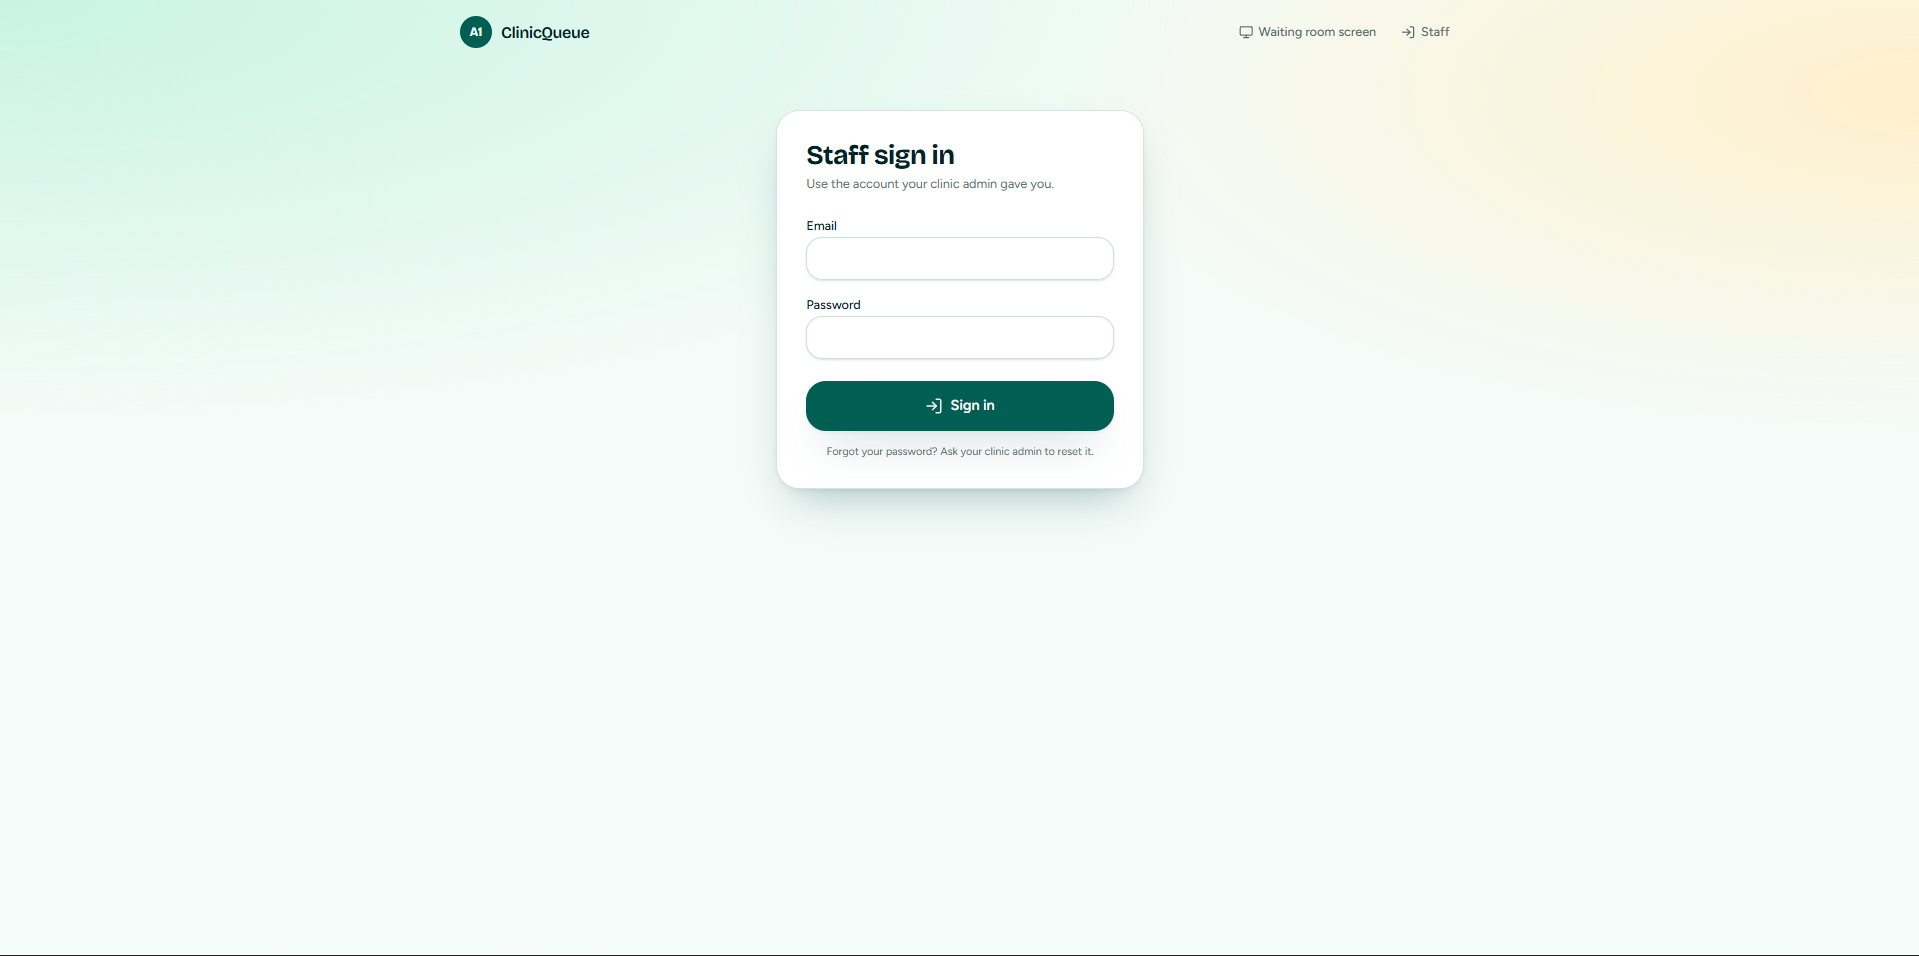 A1 ClinicQueue
Waiting room screen
Staff
Staff sign in
Use the account your clinic admin gave you.
Email
Password
Sign in
Forgot your password? Ask your clinic admin to reset it.